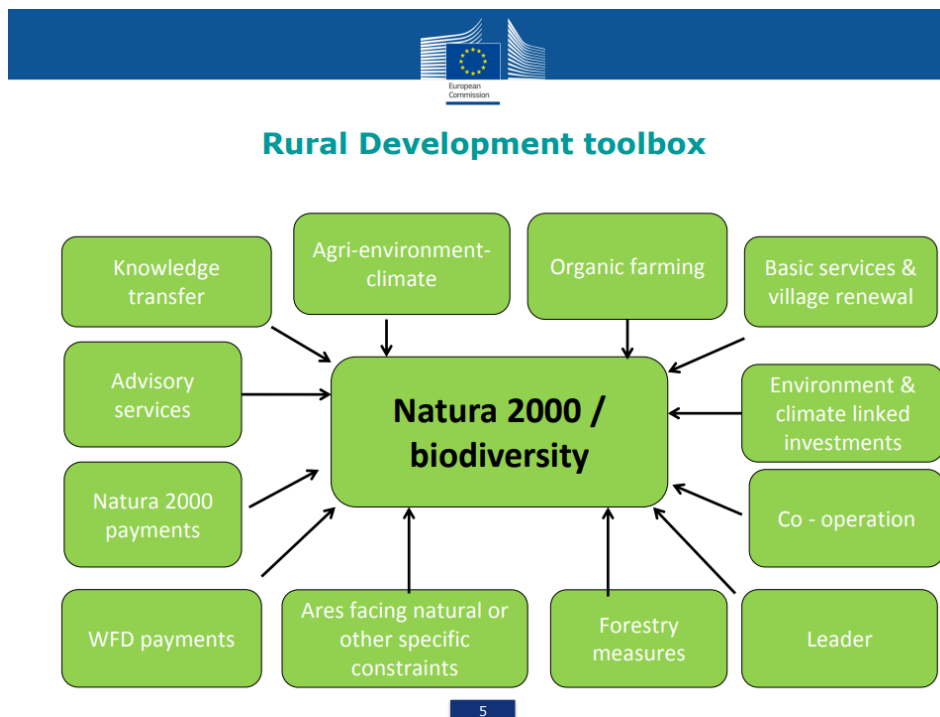 European
Commission
Rural Development toolbox
Knowledge
transfer
Agri-environment-
climate
Organic farming
Basic services &
village renewal
Advisory
services
Natura 2000 /
biodiversity
Environment &
climate linked
investments
Natura 2000
payments
Co - operation
WFD payments
Ares facing natural or
other specific
constraints
Forestry
measures
Leader
5